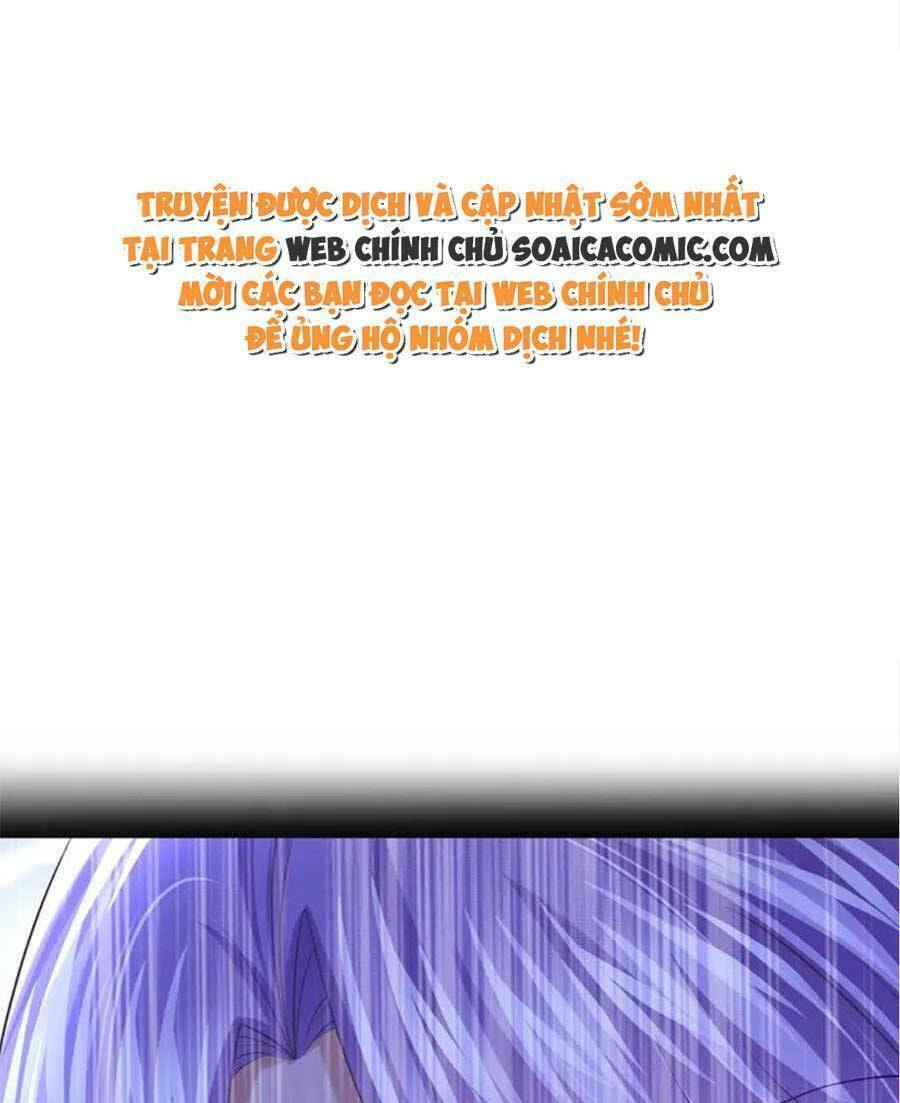 TRUYỆN ĐƯỢC DỊCH VÀ CẬP NHẬT SỚM NHẤT
TẠI TRANG WEB CHÍNH CHỦ SOAICACOMIC.COM
MỜI CÁC BẠN ĐỌC TẠI WEB CHÍNH CHỦ
ĐỂ ỦNG HỘ NHÓM DỊCH NHÉ!